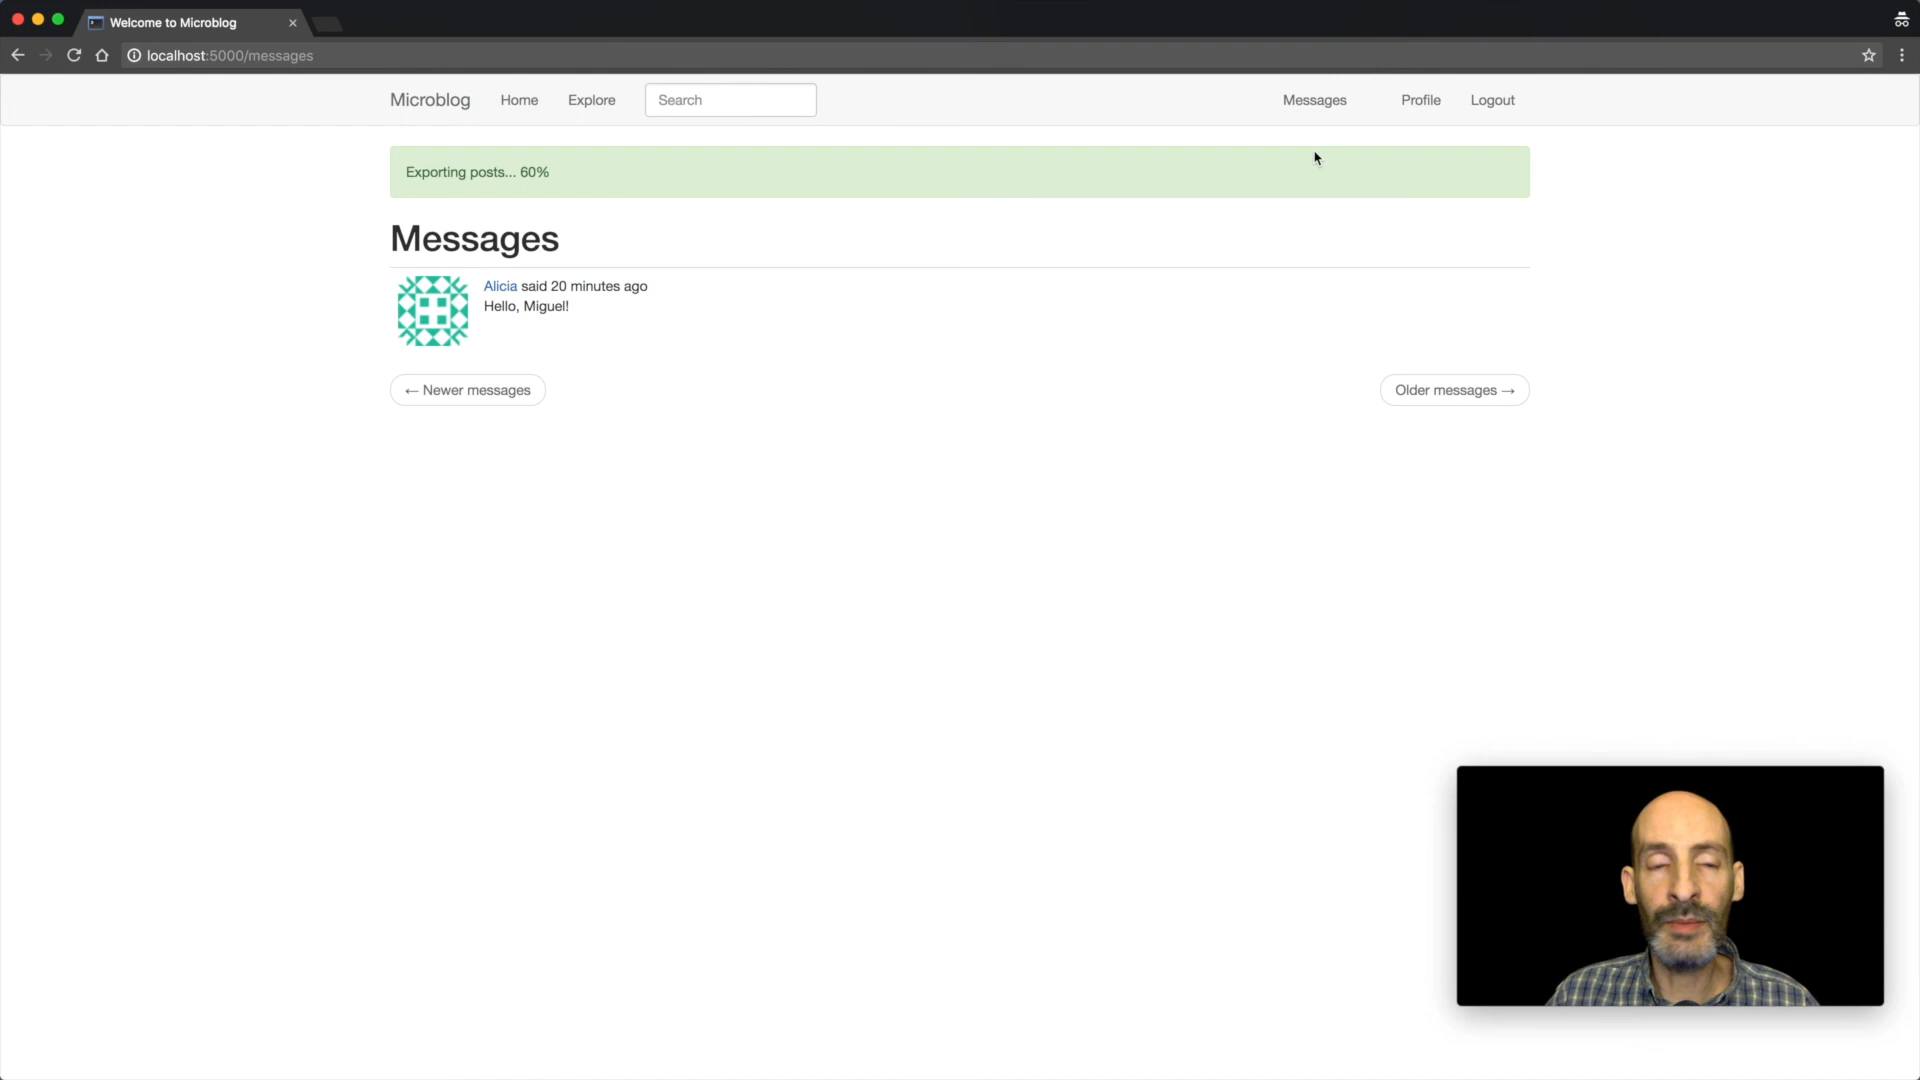 Welcome to Microblog
localhost:5000/messages
Microblog Home Explore Search Messages Profile Logout
Exporting posts... 60%
Messages
Alicia said 20 minutes ago
Hello, Miguel!
← Newer messages Older messages →